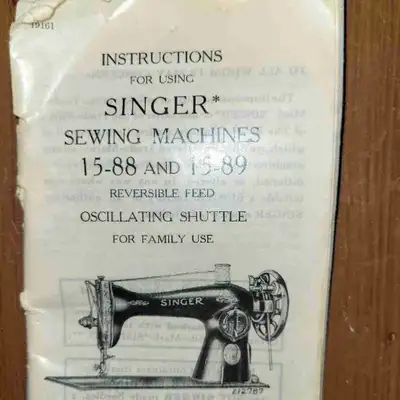 19161
INSTRUCTIONS
FOR USING
SINGER*
SEWING MACHINES
15-88 AND 15-89
REVERSIBLE FEED
OSCILLATING SHUTTLE
FOR FAMILY USE
SINGER